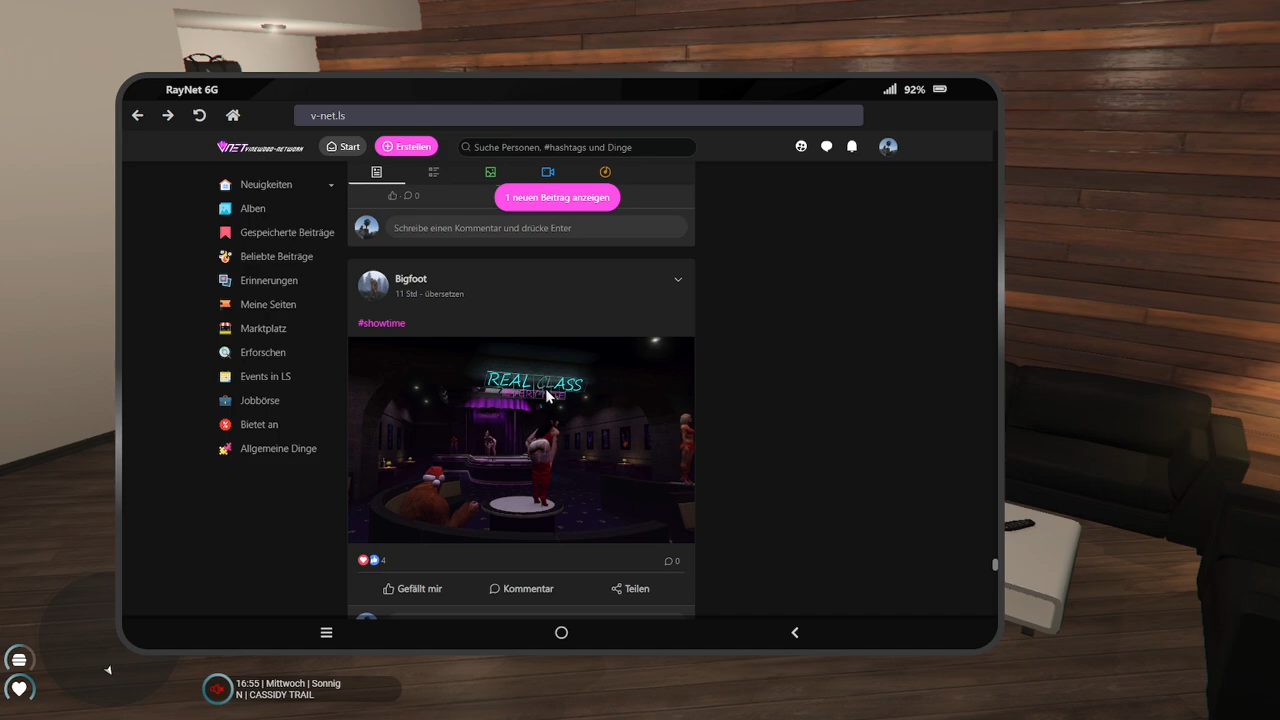 RayNet 6G
92%
v-net.ls
VNET VINEWOOD-NETWORK
Start
Erstellen
Suche Personen, #hashtags und Dinge
Neuigkeiten
Alben
Gespeicherte Beiträge
Beliebte Beiträge
Erinnerungen
Meine Seiten
Marktplatz
Erforschen
Events in LS
Jobbörse
Bietet an
Allgemeine Dinge
0
1 neuen Beitrag anzeigen
Schreibe einen Kommentar und drücke Enter
Bigfoot
11 Std - übersetzen
#showtime
REAL CLASS
4
0
Gefällt mir
Kommentar
Teilen
16:55 | Mittwoch | Sonnig
N | CASSIDY TRAIL